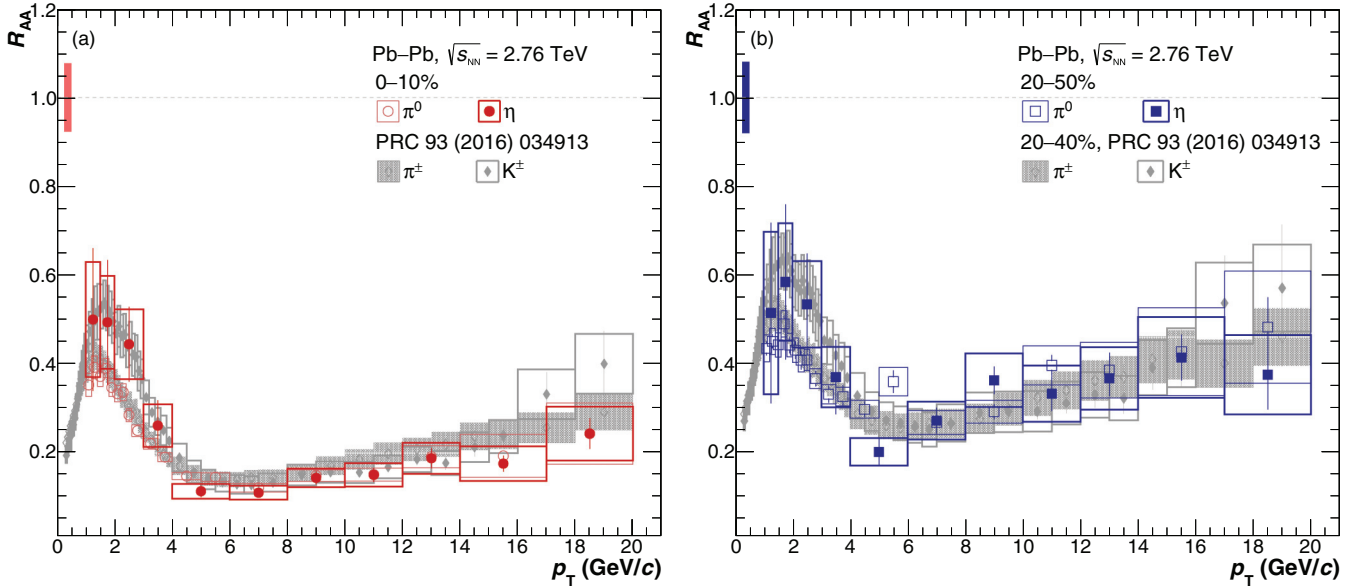 R_AA
(a)
Pb–Pb, √s_NN = 2.76 TeV
0–10%
π⁰ η
PRC 93 (2016) 034913
π± K±
1.2
1.0
0.8
0.6
0.4
0.2
0 2 4 6 8 10 12 14 16 18 20
p_T (GeV/c)
R_AA
(b)
Pb–Pb, √s_NN = 2.76 TeV
20–50%
π⁰ η
20–40%, PRC 93 (2016) 034913
π± K±
1.2
1.0
0.8
0.6
0.4
0.2
0 2 4 6 8 10 12 14 16 18 20
p_T (GeV/c)